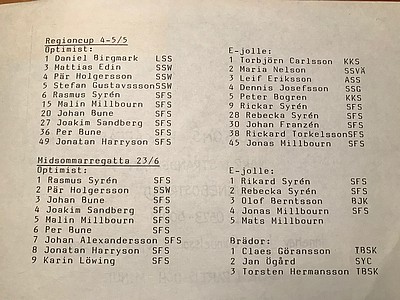 Regioncup 4-5/5
Optimist:
1 Daniel Birgmark LSS
3 Mattias Edin SSW
4 Pär Holgersson SSW
5 Stefan Gustavsssson SSW
6 Rasmus Syrén SFS
15 Malin Millbourn SFS
20 Johan Bune SFS
27 Joakim Sandberg SFS
36 Per Bune SFS
49 Jonatan Harryson SFS
E-jolle:
1 Torbjörn Carlsson KKS
2 Maria Nelson SSVÄ
3 Leif Eriksson ASS
4 Dennis Josefsson SSG
5 Peter Bogren KKS
9 Rickar Syrén SFS
28 Rebecka Syrén SFS
30 Johan Franzén SFS
38 Rickard Torkelsson SFS
45 Jonas Millbourn SFS
Midsommarregatta 23/6
Optimist:
1 Rasmus Syrén SFS
2 Pär Holgersson SSW
3 Johan Bune SFS
4 Joakim Sandberg SFS
5 Malin Millbourn SFS
6 Per Bune SFS
7 Johan Alexandersson SFS
8 Jonatan Harryson SFS
9 Karin Löwing SFS
E-jolle:
1 Rikard Syrén SFS
2 Rebecca Syrén SFS
3 Olof Berntsson BJK
4 Jonas Millbourn SFS
5 Mats Millbourn
Brädor:
1 Claes Göransson TBSK
2 Jan Ögård SYC
3 Torsten Hermansson TBSK